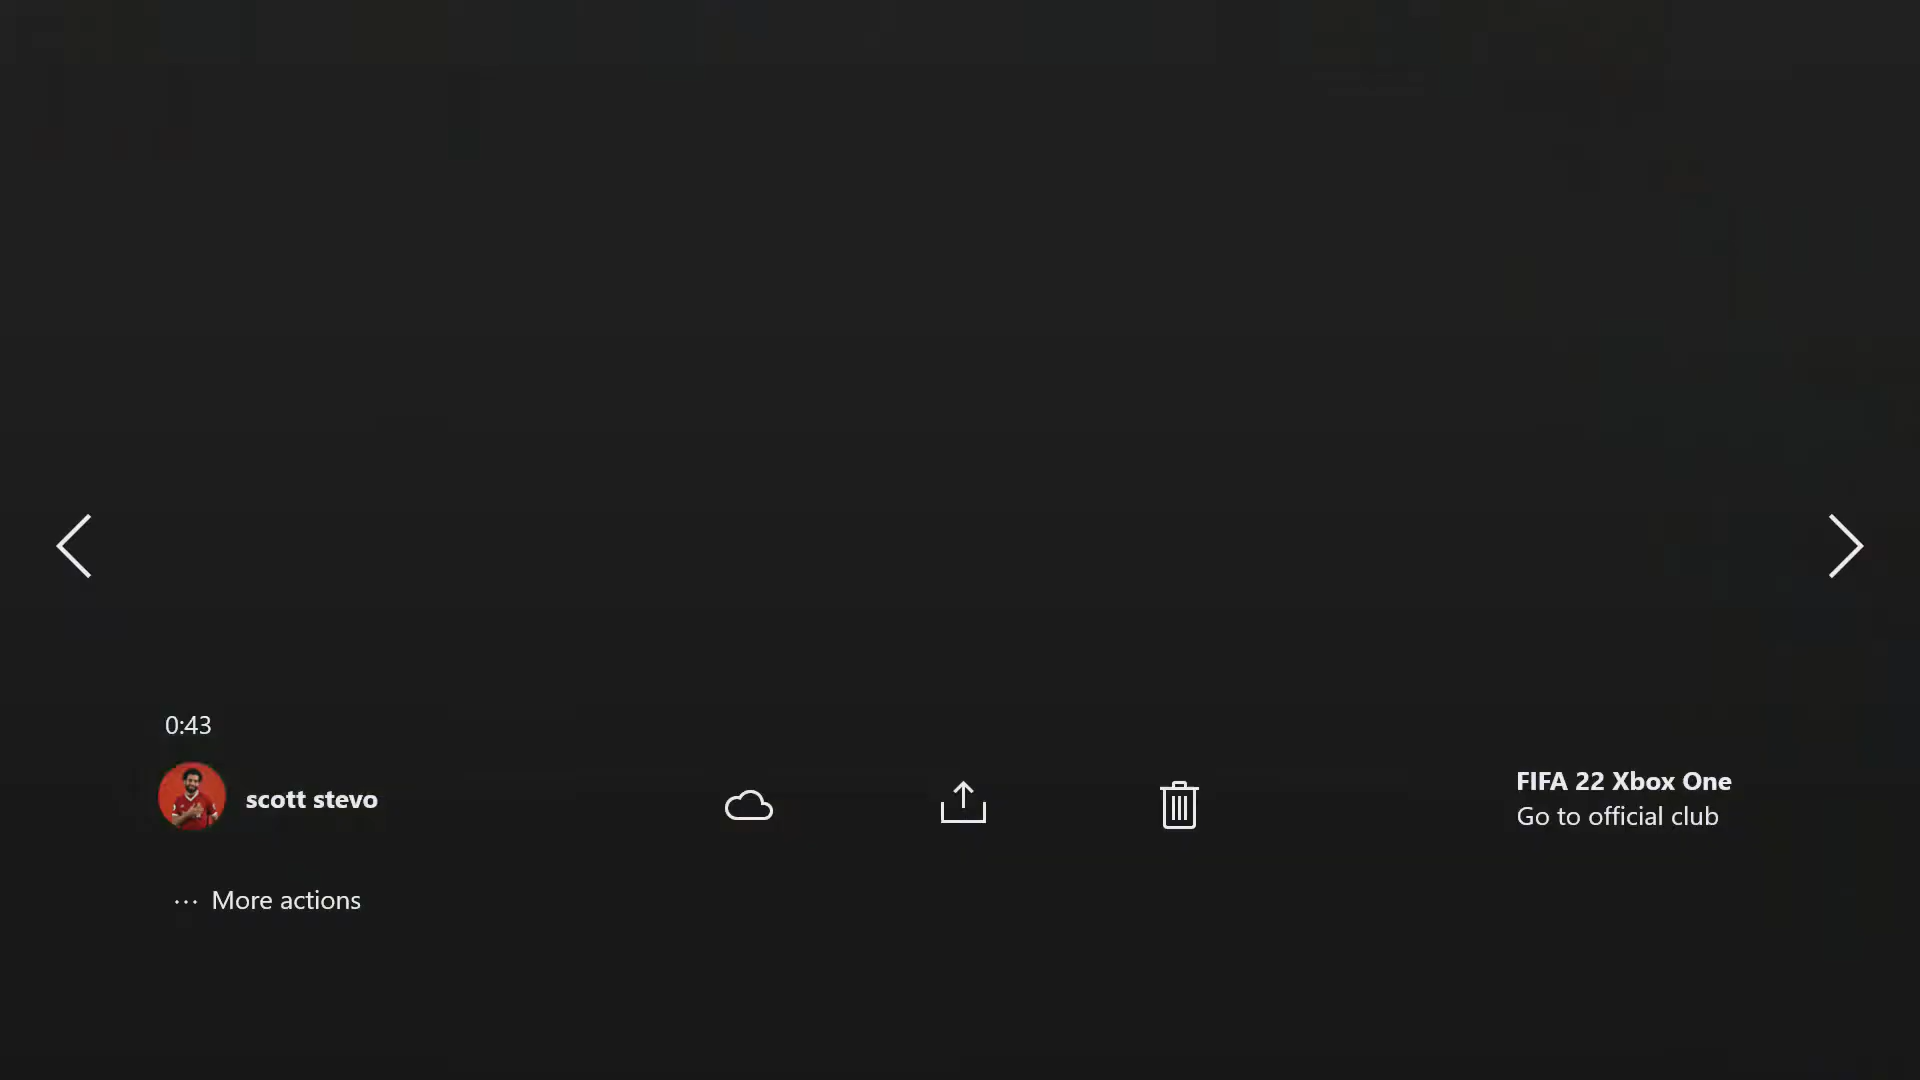 0:43
scott stevo
FIFA 22 Xbox One
Go to official club
··· More actions